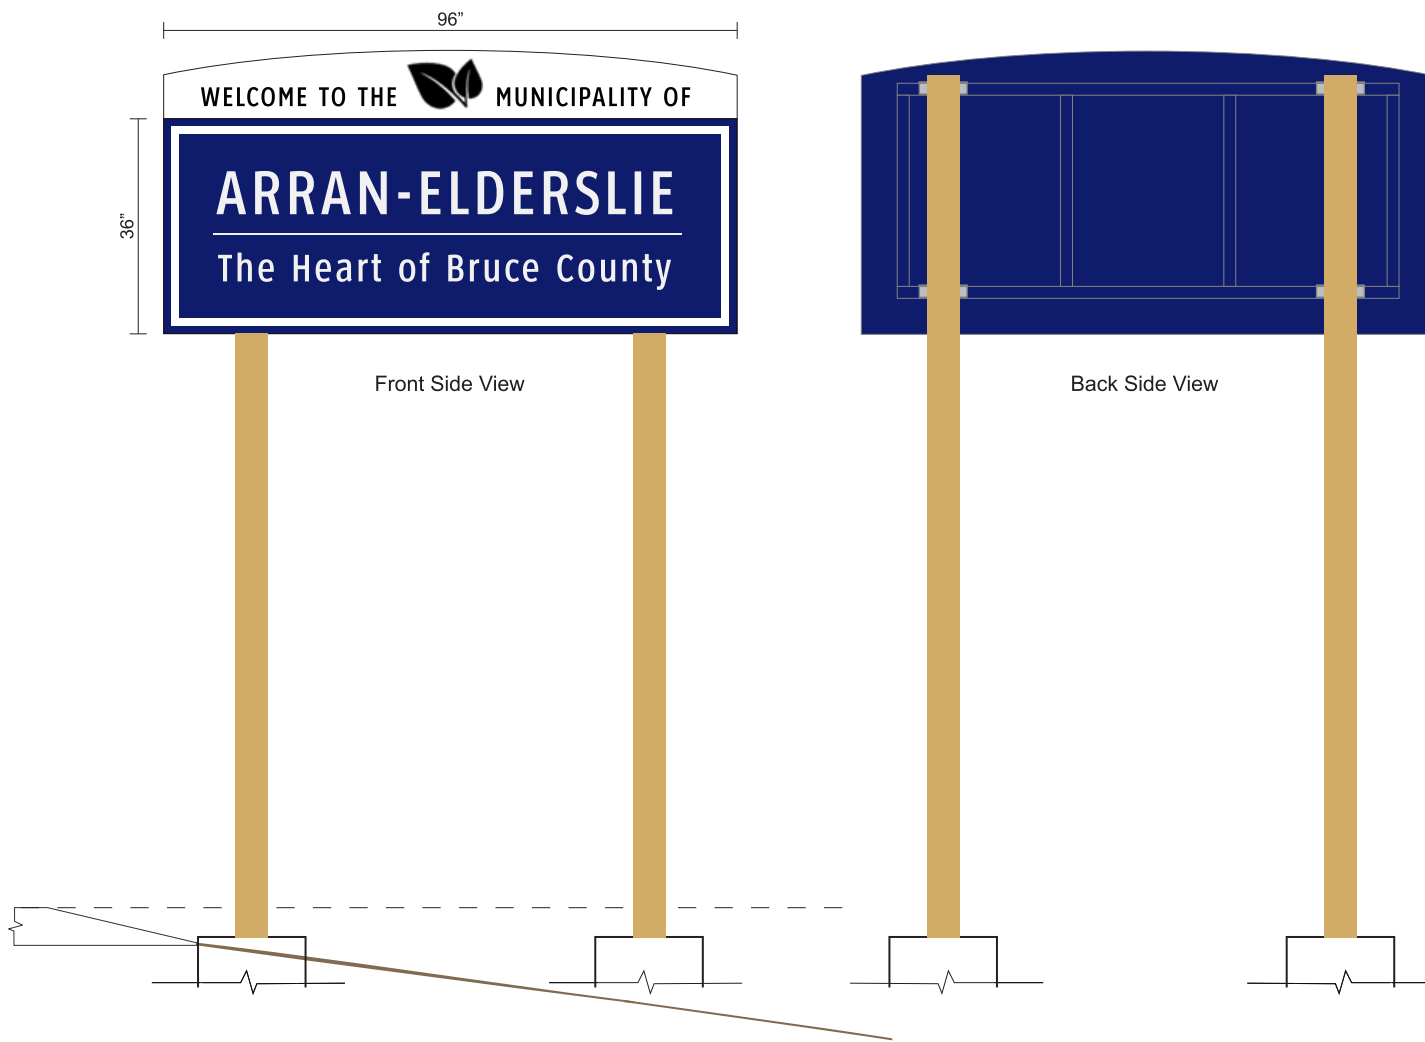 96”
WELCOME TO THE MUNICIPALITY OF
36”
ARRAN-ELDERSLIE
The Heart of Bruce County
Front Side View
Back Side View